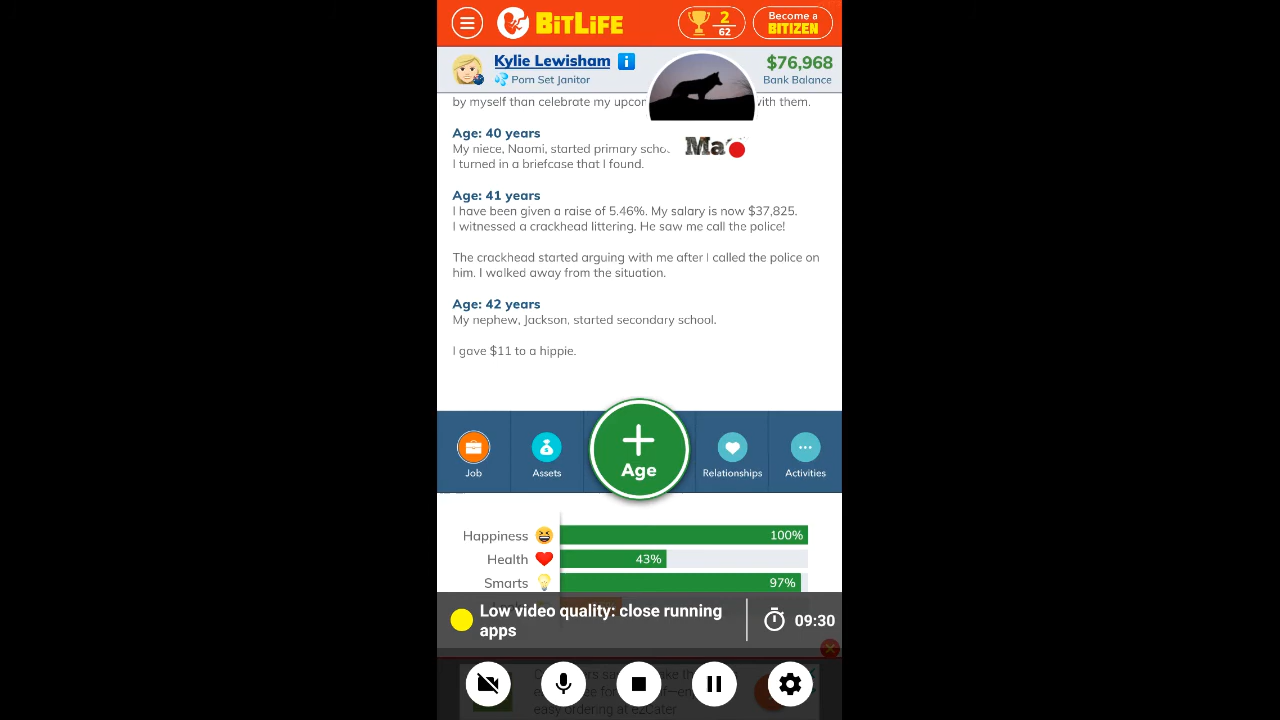 BitLife
2
62
Become a
BITIZEN
Kylie Lewisham
Porn Set Janitor
$76,968
Bank Balance
by myself than celebrate my with them.
Age: 40 years
My niece, Naomi, started primary
I turned in a briefcase that I found.
Age: 41 years
I have been given a raise of 5.46%. My salary is now $37,825.
I witnessed a crackhead littering. He saw me call the police!
The crackhead started arguing with me after I called the police on
him. I walked away from the situation.
Age: 42 years
My nephew, Jackson, started secondary school.
I gave $11 to a hippie.
Job
Assets
Age
Relationships
Activities
Happiness
100%
Health
43%
Smarts
97%
Low video quality: close running
apps
09:30
easy ordering at ezCater